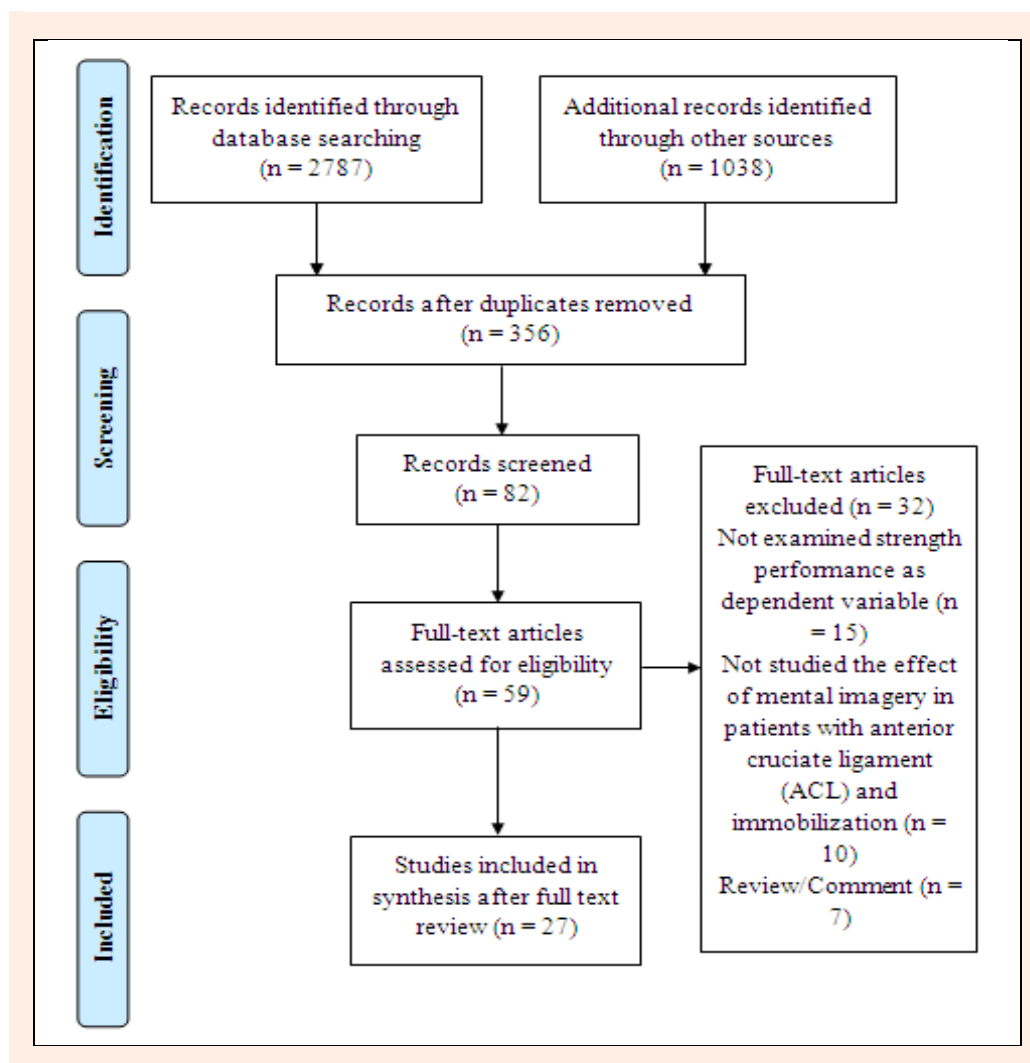 Identification
Records identified through
database searching
(n = 2787)
Additional records identified
through other sources
(n = 1038)
Records after duplicates removed
(n = 356)
Screening
Records screened
(n = 82)
Eligibility
Full-text articles
assessed for eligibility
(n = 59)
Full-text articles
excluded (n = 32)
Not examined strength
performance as
dependent variable (n
= 15)
Not studied the effect
of mental imagery in
patients with anterior
cruciate ligament
(ACL) and
immobilization (n =
10)
Review/Comment (n =
7)
Included
Studies included in
synthesis after full text
review (n = 27)